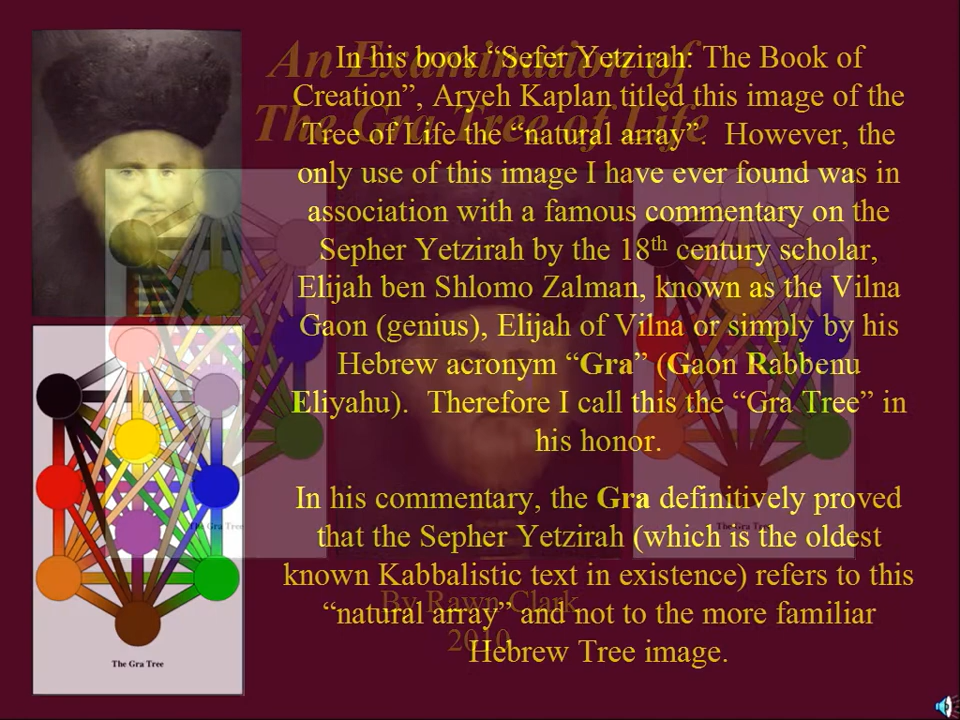 An Examination of
The Gra Tree of Life
In his book “Sefer Yetzirah: The Book of
Creation”, Aryeh Kaplan titled this image of the
Tree of Life the “natural array”. However, the
only use of this image I have ever found was in
association with a famous commentary on the
Sepher Yetzirah by the 18th century scholar,
Elijah ben Shlomo Zalman, known as the Vilna
Gaon (genius), Elijah of Vilna or simply by his
Hebrew acronym “Gra” (Gaon Rabbenu
Eliyahu). Therefore I call this the “Gra Tree” in
his honor.
In his commentary, the Gra definitively proved
that the Sepher Yetzirah (which is the oldest
known Kabbalistic text in existence) refers to this
“natural array” and not to the more familiar
Hebrew Tree image.
By Rawn Clark
2010
The Gra Tree
The Gra Tree
The Gra Tree